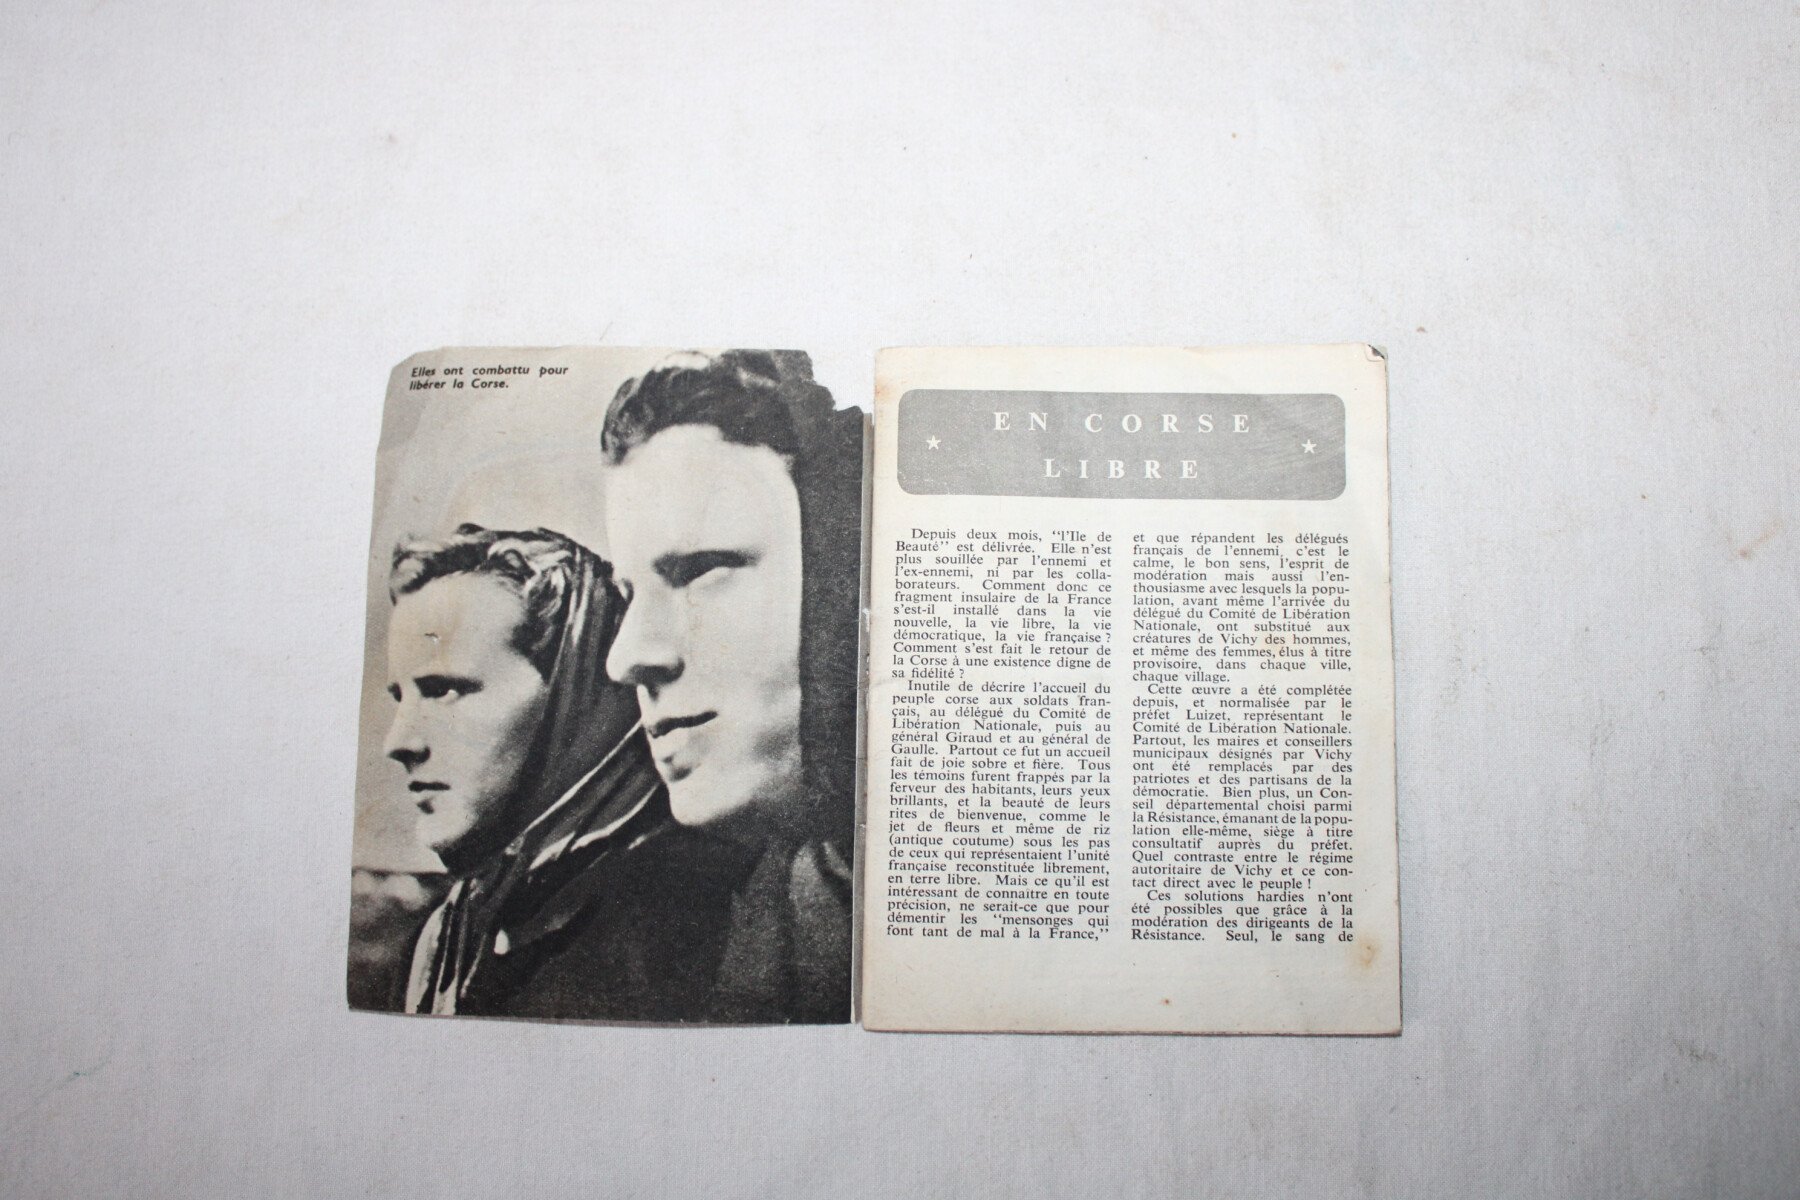 Elles ont combattu pour
libérer la Corse.
EN CORSE
LIBRE
Depuis deux mois, "l'Ile de
Beauté" est délivrée. Elle n'est
plus souillée par l'ennemi et
l'ex-ennemi, ni par les colla-
borateurs. Comment donc ce
fragment insulaire de la France
s'est-il installé dans la vie
nouvelle, la vie libre, la vie
démocratique, la vie française ?
Comment s'est fait le retour de
la Corse à une existence digne de
sa fidélité ?
Inutile de décrire l'accueil du
peuple corse aux soldats fran-
çais, au délégué du Comité de
Libération Nationale, puis au
général Giraud et au général de
Gaulle. Partout ce fut un accueil
fait de joie sobre et fière. Tous
les témoins furent frappés par la
ferveur des habitants, leurs yeux
brillants, et la beauté de leurs
rites de bienvenue, comme le
jet de fleurs et même de riz
(antique coutume) sous les pas
de ceux qui représentaient l'unité
française reconstituée librement,
en terre libre. Mais ce qu'il est
intéressant de connaitre en toute
précision, ne serait-ce que pour
démentir les "mensonges qui
font tant de mal à la France,"
et que répandent les délégués
français de l'ennemi, c'est le
calme, le bon sens, l'esprit de
modération mais aussi l'en-
thousiasme avec lesquels la popu-
lation, avant même l'arrivée du
délégué du Comité de Libération
Nationale, ont substitué aux
créatures de Vichy des hommes,
et même des femmes, élus à titre
provisoire, dans chaque ville,
chaque village.
Cette œuvre a été complétée
depuis, et normalisée par le
préfet Luizet, représentant le
Comité de Libération Nationale.
Partout, les maires et conseillers
municipaux désignés par Vichy
ont été remplacés par des
patriotes et des partisans de la
démocratie. Bien plus, un Con-
seil départemental choisi parmi
la Résistance, émanant de la popu-
lation elle-même, siège à titre
consultatif auprès du préfet.
Quel contraste entre le régime
autoritaire de Vichy et ce con-
tact direct avec le peuple !
Ces solutions hardies n'ont
été possibles que grâce à la
modération des dirigeants de la
Résistance. Seul, le sang de